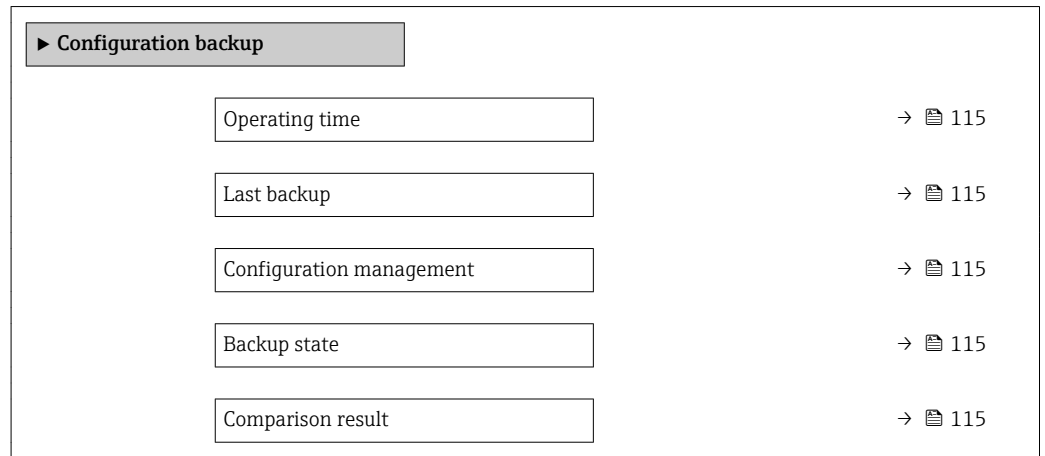 ▶ Configuration backup
Operating time → 🖹 115
Last backup → 🖹 115
Configuration management → 🖹 115
Backup state → 🖹 115
Comparison result → 🖹 115